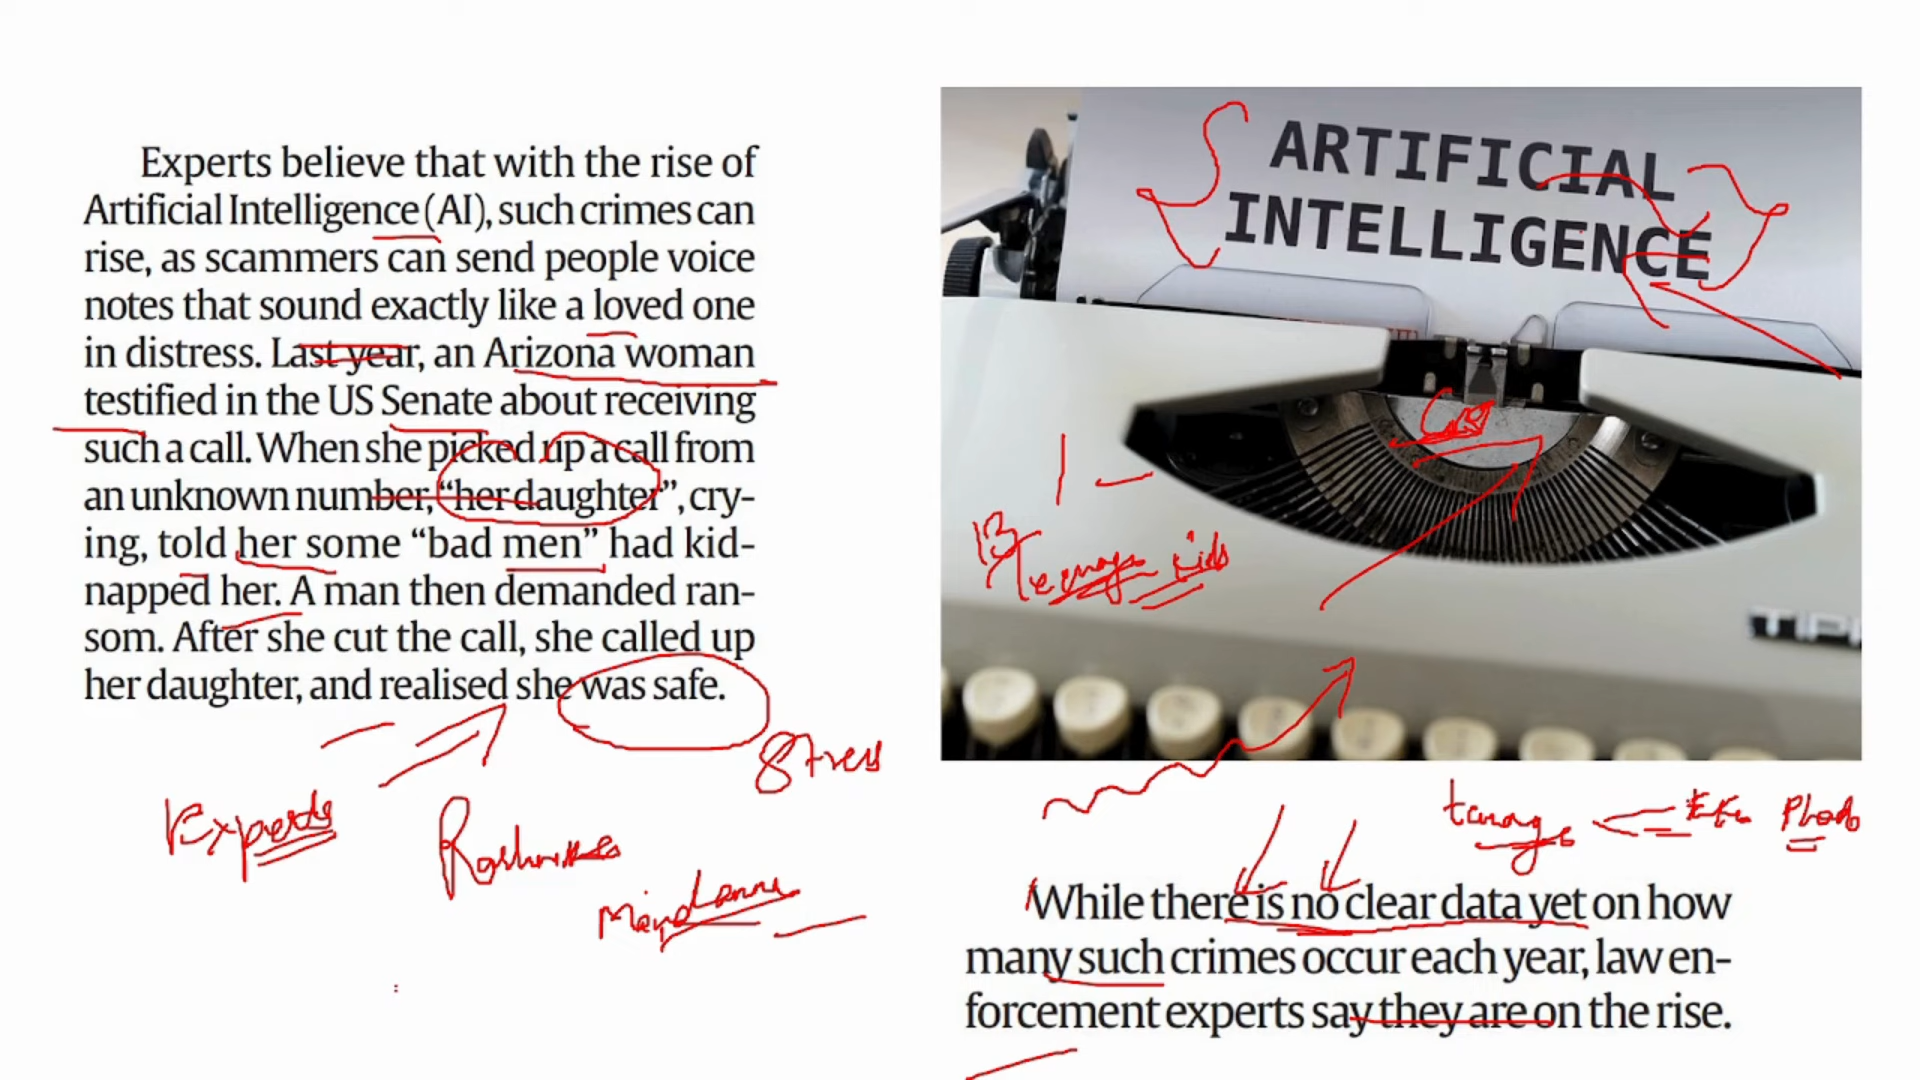 Experts believe that with the rise of
Artificial Intelligence (AI), such crimes can
rise, as scammers can send people voice
notes that sound exactly like a loved one
in distress. Last year, an Arizona woman
testified in the US Senate about receiving
such a call. When she picked up a call from
an unknown number, “her daughter”, cry-
ing, told her some “bad men” had kid-
napped her. A man then demanded ran-
som. After she cut the call, she called up
her daughter, and realised she was safe.
Stress
Experts
ARTIFICIAL
INTELLIGENCE
13
Teenage kids
While there is no clear data yet on how
many such crimes occur each year, law en-
forcement experts say they are on the rise.